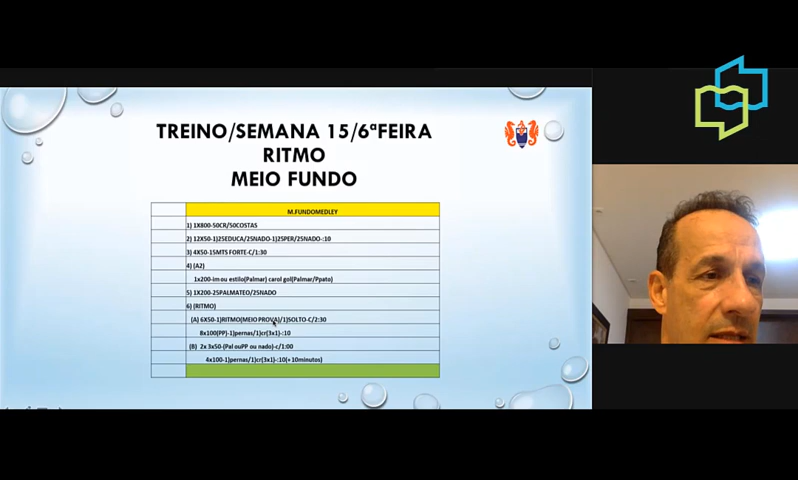 TREINO/SEMANA 15/6ªFEIRA
RITMO
MEIO FUNDO
M.FUNDOMEDLEY
1) 1X800-50CR/50COSTAS
2) 12X50-1)25EDUCA/25NADO-1)25PER/25NADO-:10
3) 4X50-15MTS FORTE-C/1:30
4) (A2)
1x200-im ou estilo(Palmar) carol gol(Palmar/Ppato)
5) 1X200-25PALMATEO/25NADO
6) (RITMO)
(A) 6X50-1)RITMO(MEIO PROVA)/1)SOLTO-C/2:30
8x100(PP)-1)pernas/1)cr(3x1)-:10
(B) 2x 3x50-(Pal ouPP ou nado)-c/1:00
4x100-1)pernas/1)cr(3x1)-:10(+10minutos)